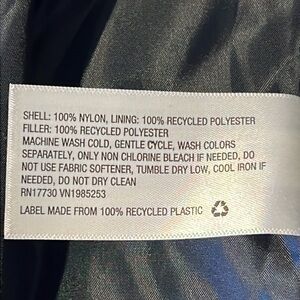 SHELL: 100% NYLON, LINING: 100% RECYCLED POLYESTER
FILLER: 100% RECYCLED POLYESTER
MACHINE WASH COLD, GENTLE CYCLE, WASH COLORS
SEPARATELY, ONLY NON CHLORINE BLEACH IF NEEDED, DO
NOT USE FABRIC SOFTENER, TUMBLE DRY LOW, COOL IRON IF
NEEDED, DO NOT DRY CLEAN
RN17730 VN1985253
LABEL MADE FROM 100% RECYCLED PLASTIC